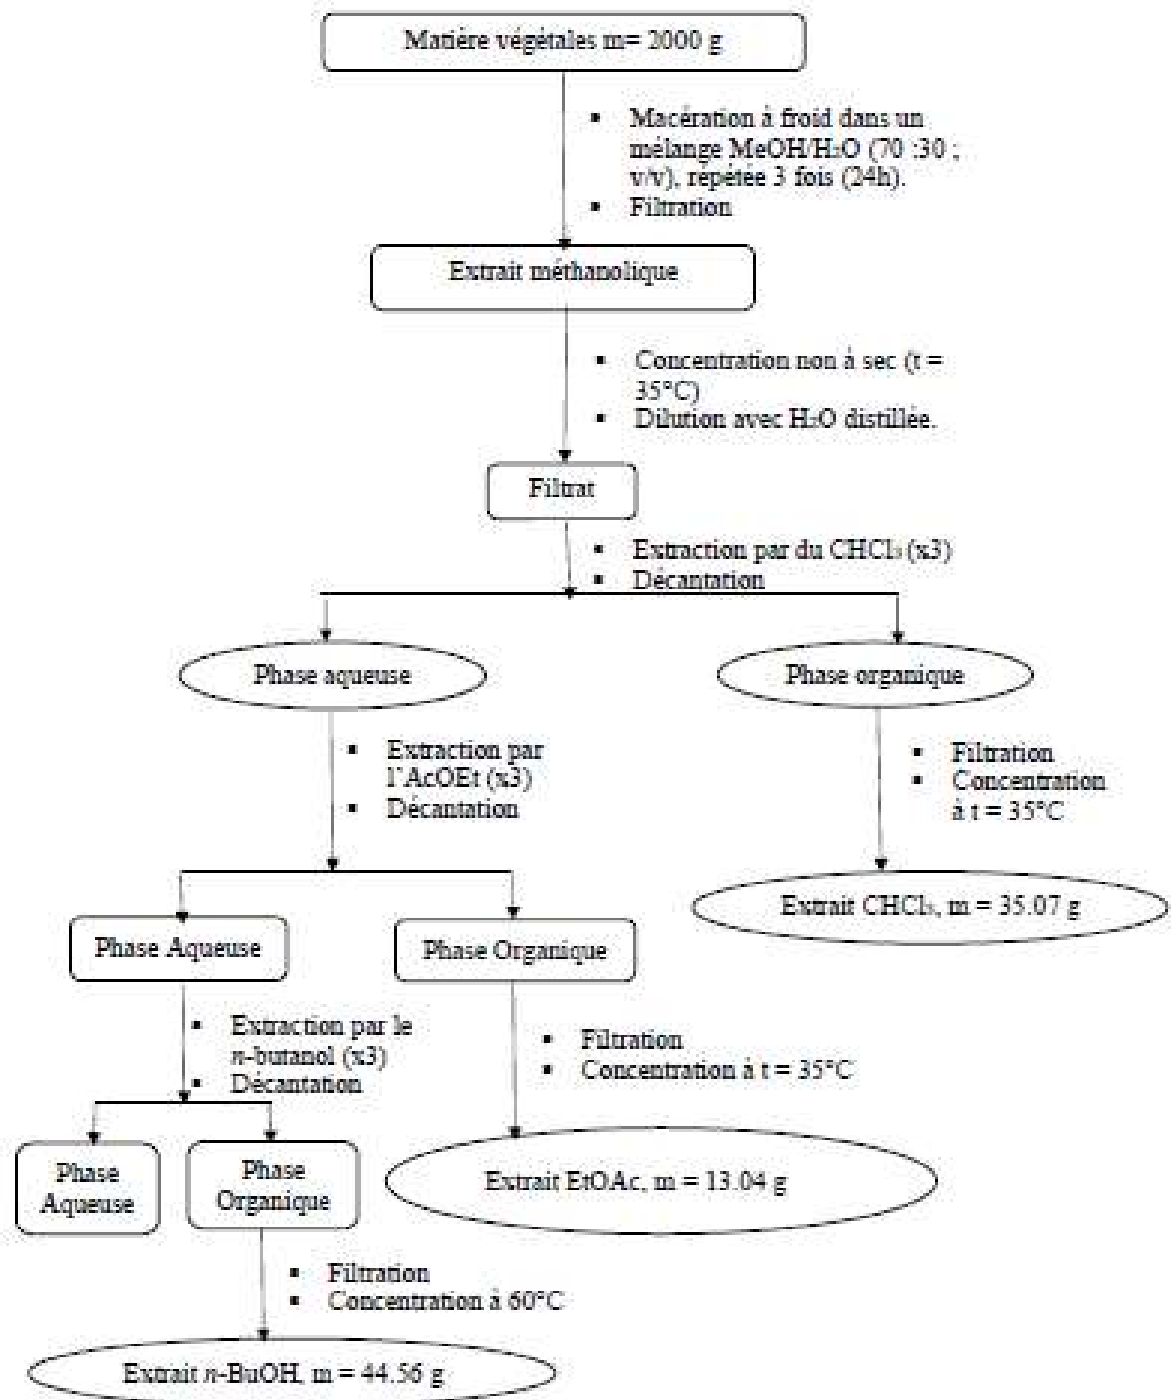 Matière végétales m= 2000 g
▪ Macération à froid dans un
mélange MeOH/H₂O (70 :30 ;
v/v), répétée 3 fois (24h).
▪ Filtration
Extrait méthanolique
▪ Concentration non à sec (t =
35°C)
▪ Dilution avec H₂O distillée.
Filtrat
▪ Extraction par du CHCl₃ (x3)
▪ Décantation
Phase aqueuse
Phase organique
▪ Extraction par
l'AcOEt (x3)
▪ Décantation
▪ Filtration
▪ Concentration
à t = 35°C
Extrait CHCl₃, m = 35.07 g
Phase Aqueuse
Phase Organique
▪ Extraction par le
n-butanol (x3)
▪ Décantation
▪ Filtration
▪ Concentration à t = 35°C
Phase
Aqueuse
Phase
Organique
Extrait EtOAc, m = 13.04 g
▪ Filtration
▪ Concentration à 60°C
Extrait n-BuOH, m = 44.56 g